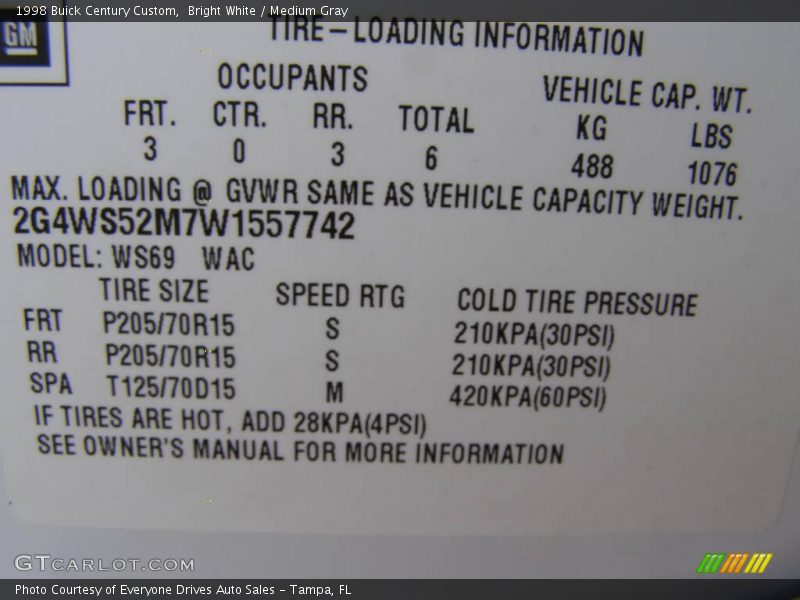 1998 Buick Century Custom,  Bright White / Medium Gray
GM
TIRE-LOADING INFORMATION
OCCUPANTS VEHICLE CAP. WT.
FRT. CTR. RR. TOTAL KG LBS
3 0 3 6 488 1076
MAX. LOADING @ GVWR SAME AS VEHICLE CAPACITY WEIGHT.
2G4WS52M7W1557742
MODEL: WS69 WAC
TIRE SIZE SPEED RTG COLD TIRE PRESSURE
FRT P205/70R15 S 210KPA(30PSI)
RR P205/70R15 S 210KPA(30PSI)
SPA T125/70D15 M 420KPA(60PSI)
IF TIRES ARE HOT, ADD 28KPA(4PSI)
SEE OWNER'S MANUAL FOR MORE INFORMATION
GTCARLOT.COM
Photo Courtesy of Everyone Drives Auto Sales - Tampa, FL